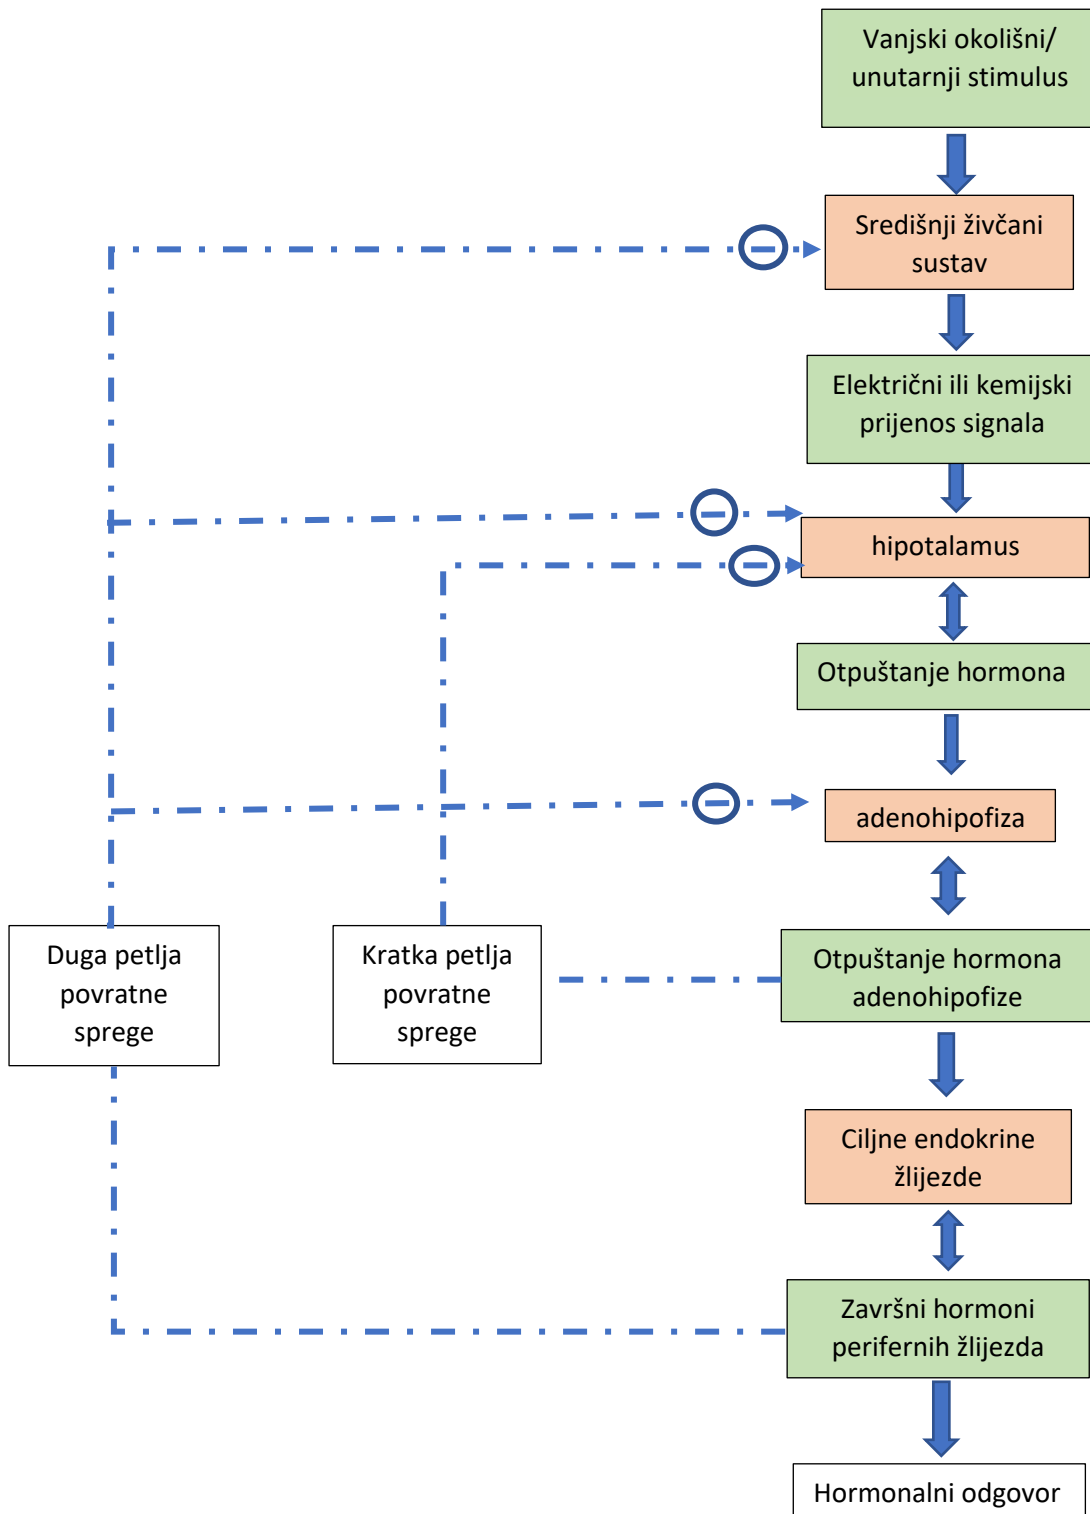 Vanjski okolišni/
unutarnji stimulus
Središnji živčani
sustav
Električni ili kemijski
prijenos signala
hipotalamus
Otpuštanje hormona
adenohipofiza
Duga petlja
povratne
sprege
Kratka petlja
povratne
sprege
Otpuštanje hormona
adenohipofize
Ciljne endokrine
žlijezde
Završni hormoni
perifernih žlijezda
Hormonalni odgovor